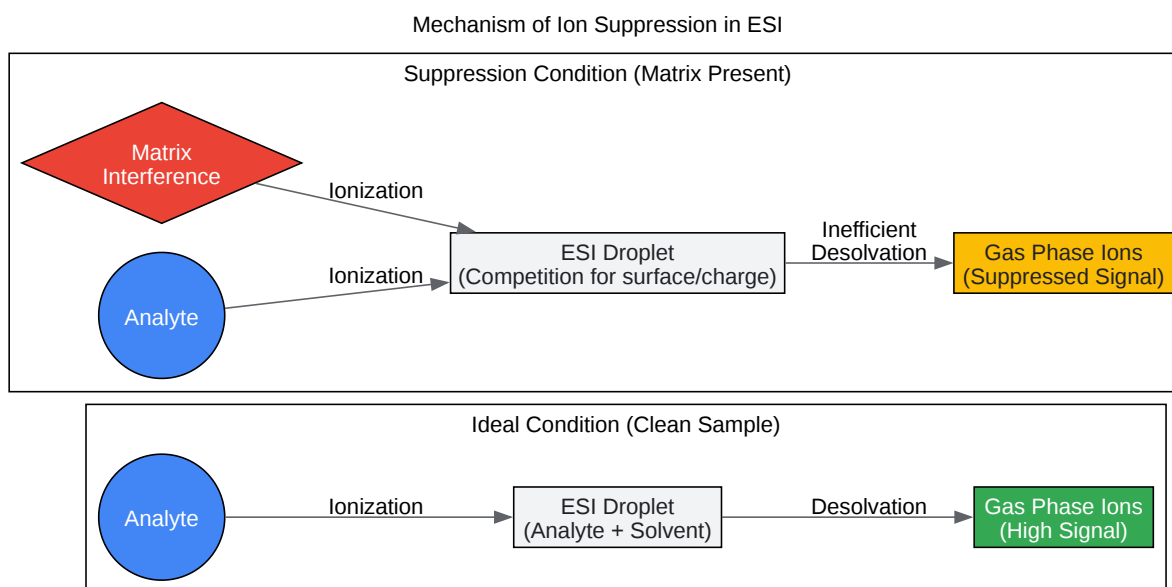 Mechanism of Ion Suppression in ESI
Suppression Condition (Matrix Present)
Matrix
Interference
Ionization
Analyte
Ionization
ESI Droplet
(Competition for surface/charge)
Inefficient
Desolvation
Gas Phase Ions
(Suppressed Signal)
Ideal Condition (Clean Sample)
Analyte
Ionization
ESI Droplet
(Analyte + Solvent)
Desolvation
Gas Phase Ions
(High Signal)